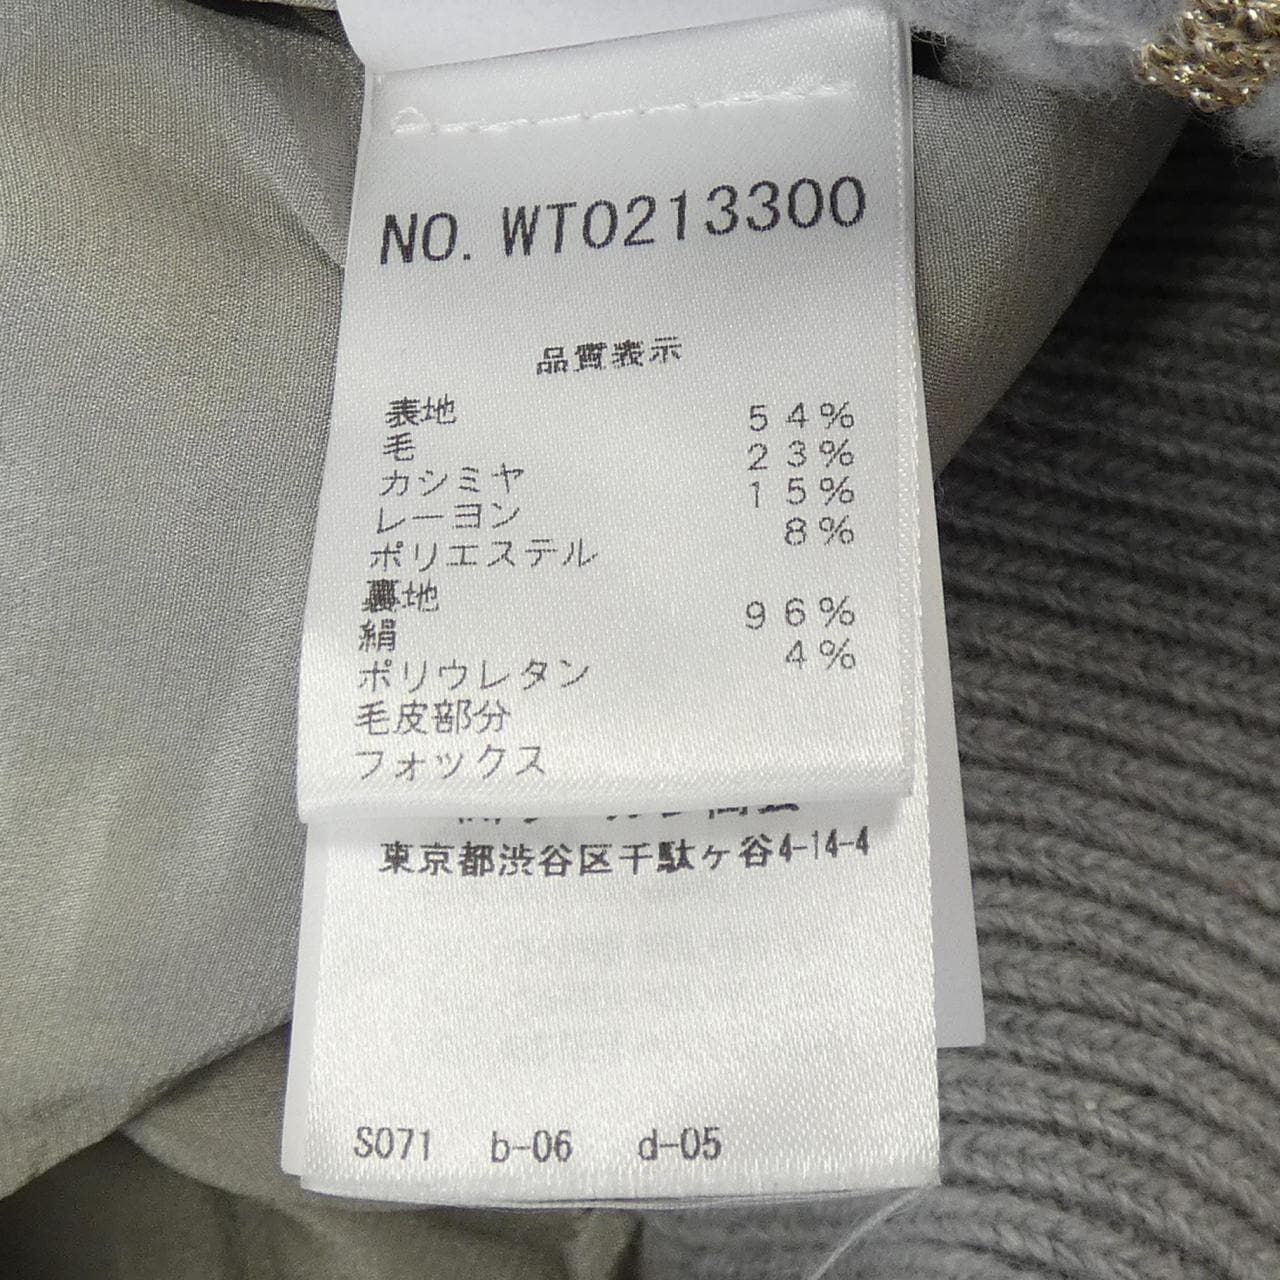 NO. WT0213300
品質表示
表地
毛 54%
カシミヤ 23%
レーヨン 15%
ポリエステル 8%
裏地
絹 96%
ポリウレタン 4%
毛皮部分
フォックス
東京都渋谷区千駄ヶ谷4-14-4
S071 b-06 d-05